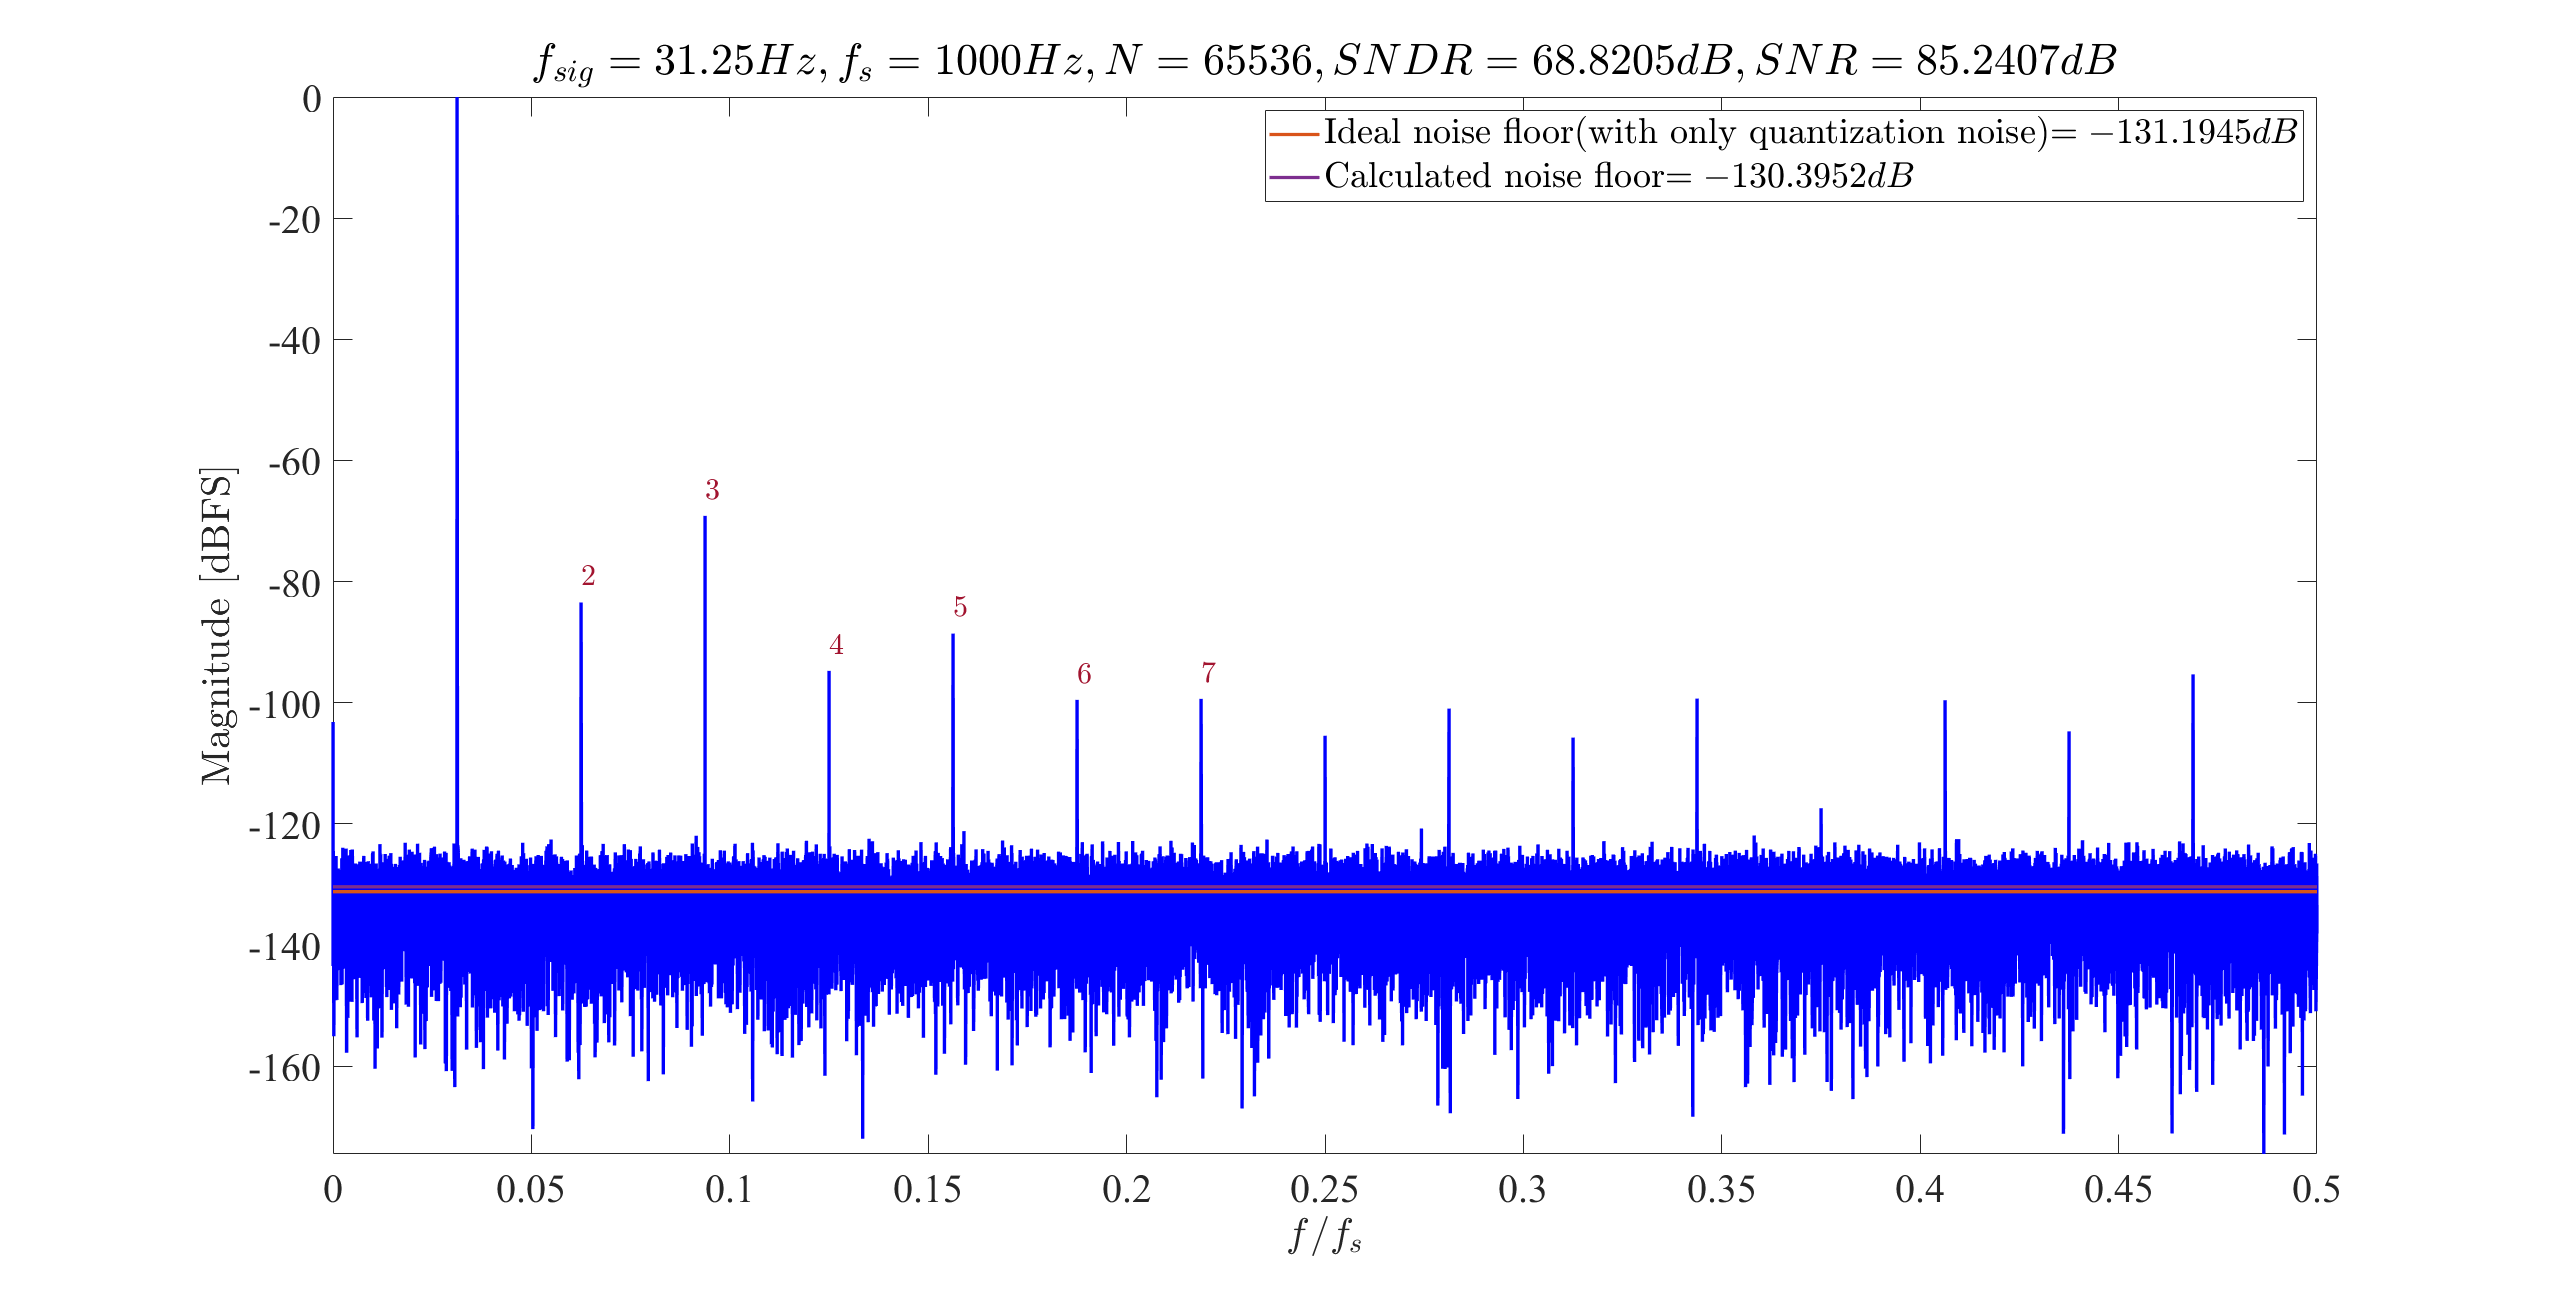 f_sig = 31.25Hz, f_s = 1000Hz, N = 65536, SNDR = 68.8205dB, SNR = 85.2407dB
Ideal noise floor(with only quantization noise)= −131.1945dB
Calculated noise floor= −130.3952dB
Magnitude [dBFS]
0
-20
-40
-60
-80
-100
-120
-140
-160
3
2
5
4
6
7
0 0.05 0.1 0.15 0.2 0.25 0.3 0.35 0.4 0.45 0.5
f/f_s